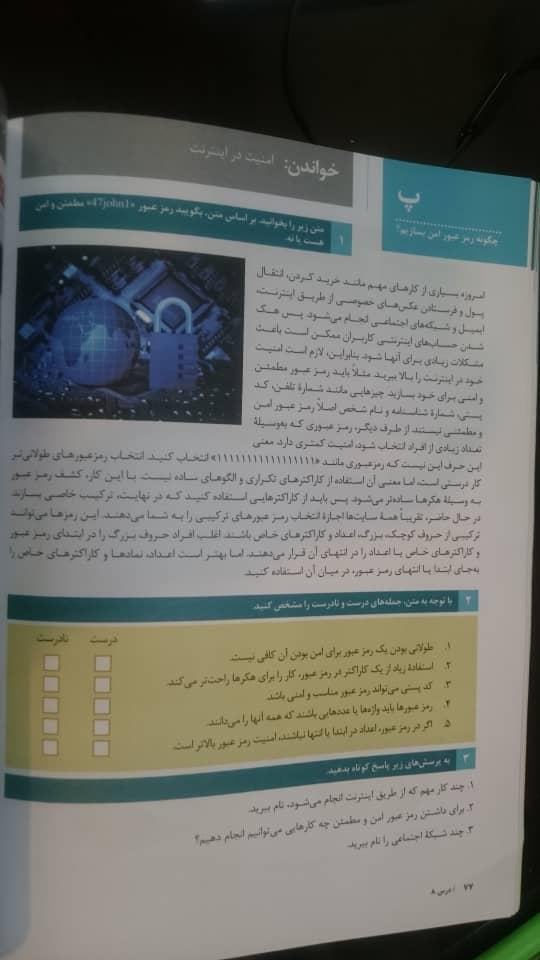 پ
چگونه رمز عبور امن بسازیم؟
خواندن: امنیت در اینترنت
۱ متن زیر را بخوانید. بر اساس متن، بگویید رمز عبور «47john1» مطمئن و امن
هست یا نه.
امروزه بسیاری از کارهای مهم مانند خرید کردن، انتقال
پول و فرستادن عکس‌های خصوصی از طریق اینترنت،
ایمیل و شبکه‌های اجتماعی انجام می‌شود. پس هک
شدن حساب‌های اینترنتی کاربران ممکن است باعث
مشکلات زیادی برای آنها شود. بنابراین، لازم است امنیت
خود در اینترنت را بالا ببرید. مثلاً باید رمز عبور مطمئن
و امنی برای خود بسازید. چیزهایی مانند شمارهٔ تلفن، کد
پستی، شمارهٔ شناسنامه و نام شخص اصلاً رمز عبور امن
و مطمئنی نیستند. از طرف دیگر، رمز عبوری که به‌وسیلهٔ
تعداد زیادی از افراد انتخاب شود، امنیت کمتری دارد. معنی
این حرف این نیست که رمزعبوری مانند «۱۱۱۱۱۱۱۱۱۱۱۱۱۱۱۱۱» انتخاب کنید. انتخاب رمزعبورهای طولانی‌تر
کار درستی است، اما معنی آن استفاده از کاراکترهای تکراری و الگوهای ساده نیست. با این کار، کشف رمز عبور
به وسیلهٔ هکرها ساده‌تر می‌شود. پس باید از کاراکترهایی استفاده کنید که در نهایت، ترکیب خاصی بسازند.
در حال حاضر، تقریباً همهٔ سایت‌ها اجازهٔ انتخاب رمز عبورهای ترکیبی را به شما می‌دهند. این رمزها می‌توانند
ترکیبی از حروف کوچک، بزرگ، اعداد و کاراکترهای خاص باشند. اغلب افراد حروف بزرگ را در ابتدای رمز عبور
و کاراکترهای خاص یا اعداد را در انتهای آن قرار می‌دهند. اما بهتر است اعداد، نمادها و کاراکترهای خاص را
به‌جای ابتدا یا انتهای رمز عبور، در میان آن استفاده کنید.
۲ با توجه به متن، جمله‌های درست و نادرست را مشخص کنید.
درست نادرست
۱. طولانی بودن یک رمز عبور برای امن بودن آن کافی نیست.
۲. استفادهٔ زیاد از یک کاراکتر در رمز عبور، کار را برای هکرها راحت‌تر می‌کند.
۳. کد پستی می‌تواند رمز عبور مناسب و امنی باشد.
۴. رمز عبورها باید واژه‌ها یا عددهایی باشند که همه آنها را می‌دانند.
۵. اگر در رمز عبور، اعداد در ابتدا یا انتها نباشند، امنیت رمز عبور بالاتر است.
۳ به پرسش‌های زیر پاسخ کوتاه بدهید.
۱. چند کار مهم که از طریق اینترنت انجام می‌شود، نام ببرید.
۲. برای داشتن رمز عبور امن و مطمئن چه کارهایی می‌توانیم انجام دهیم؟
۳. چند شبکهٔ اجتماعی را نام ببرید.
۷۷ / درس ۸